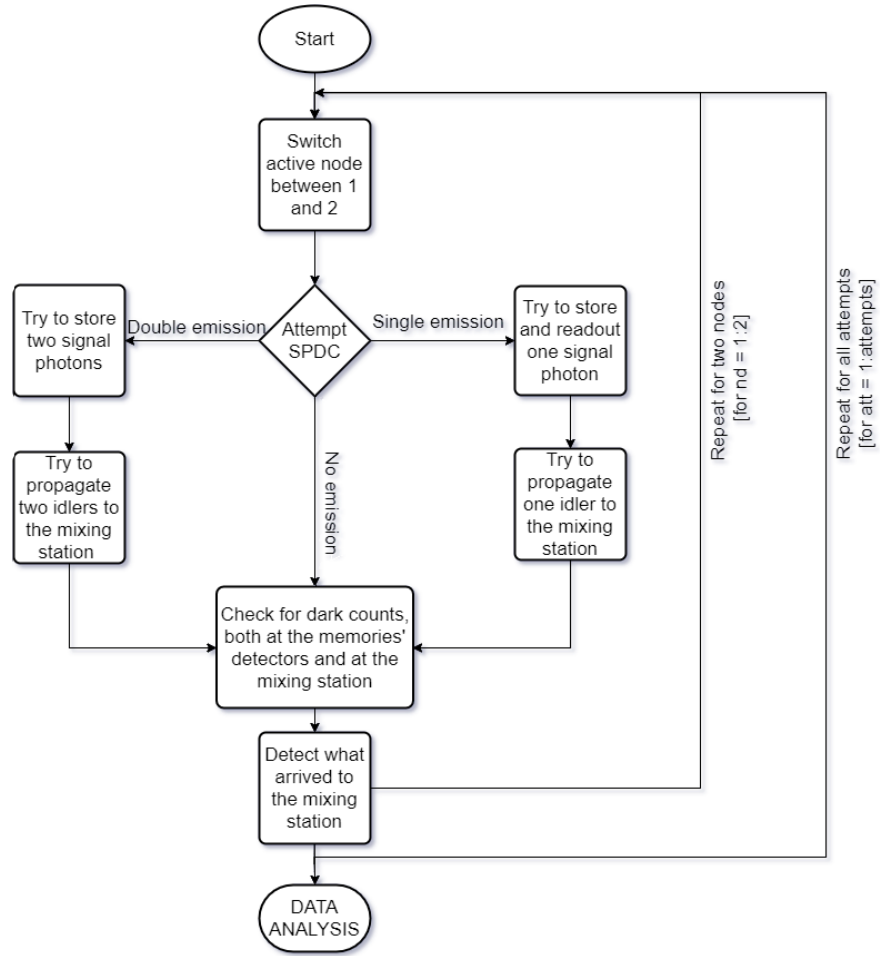 Start
Switch
active node
between 1
and 2
Attempt
SPDC
Double emission
Single emission
No emission
Try to store
two signal
photons
Try to store
and readout
one signal
photon
Try to
propagate
two idlers to
the mixing
station
Try to
propagate
one idler to
the mixing
station
Check for dark counts,
both at the memories'
detectors and at the
mixing station
Detect what
arrived to
the mixing
station
Repeat for two nodes
[for nd = 1:2]
Repeat for all attempts
[for att = 1:attempts]
DATA
ANALYSIS